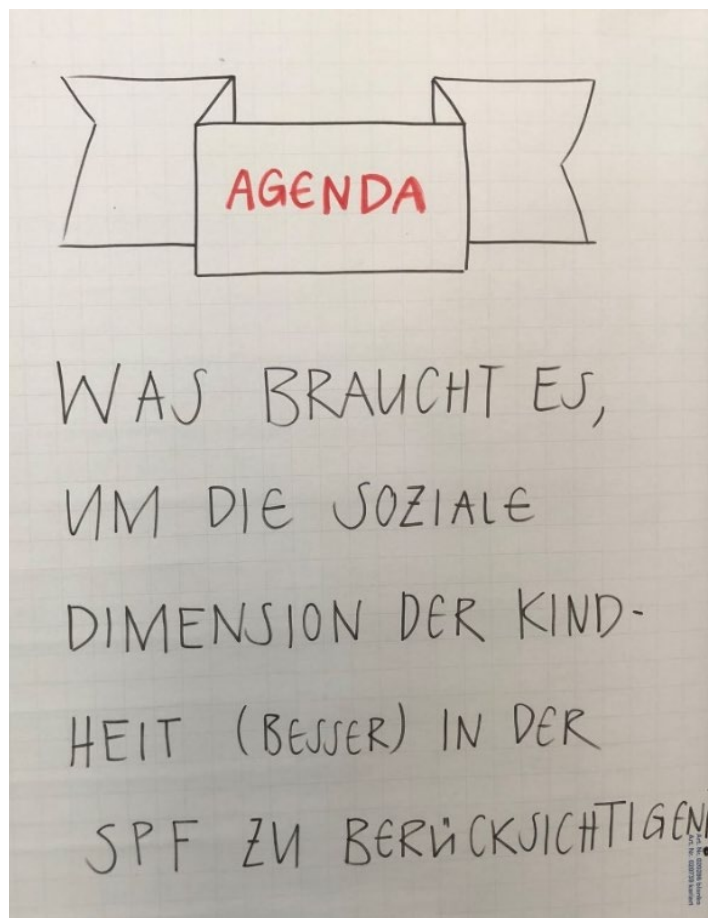 AGENDA
WAS BRAUCHT ES,
UM DIE SOZIALE
DIMENSION DER KIND-
HEIT (BESSER) IN DER
SPF ZU BERÜCKSICHTIGEN